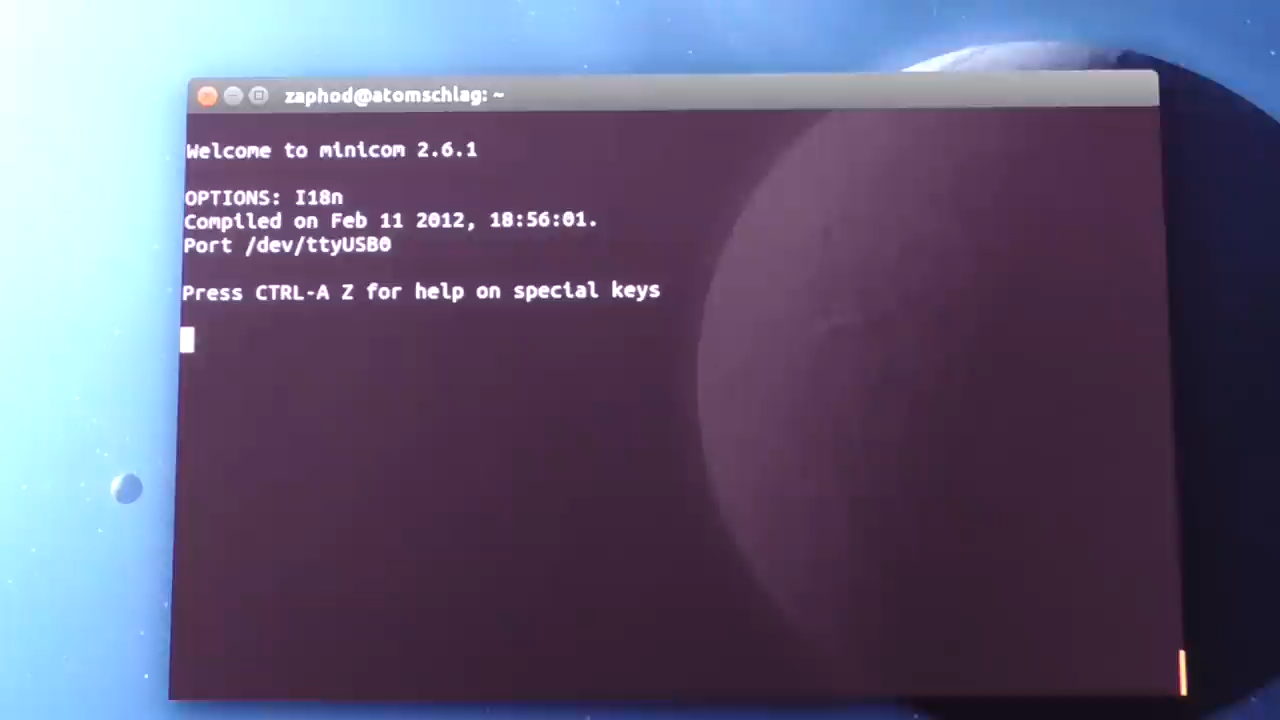 zaphod@atomschlag: ~
Welcome to minicom 2.6.1
OPTIONS: I18n
Compiled on Feb 11 2012, 18:56:01.
Port /dev/ttyUSB0
Press CTRL-A Z for help on special keys